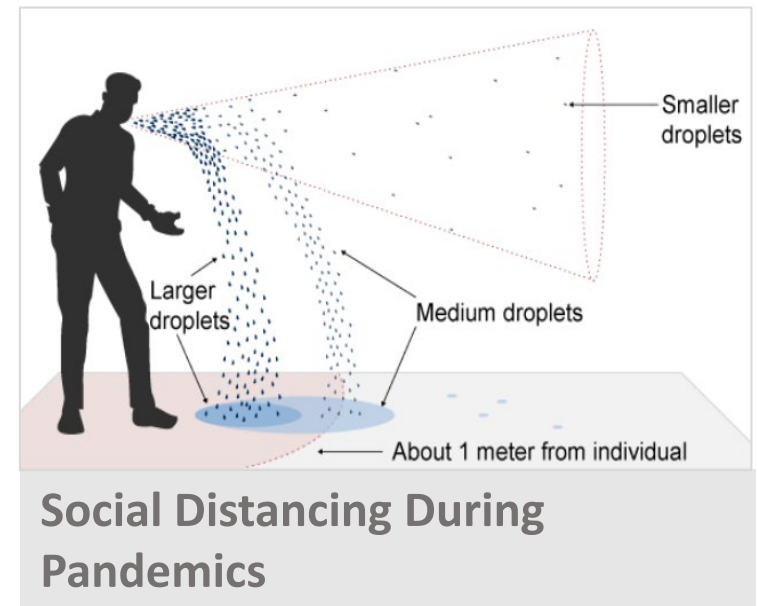 Smaller
droplets
Larger
droplets
Medium droplets
About 1 meter from individual
Social Distancing During
Pandemics